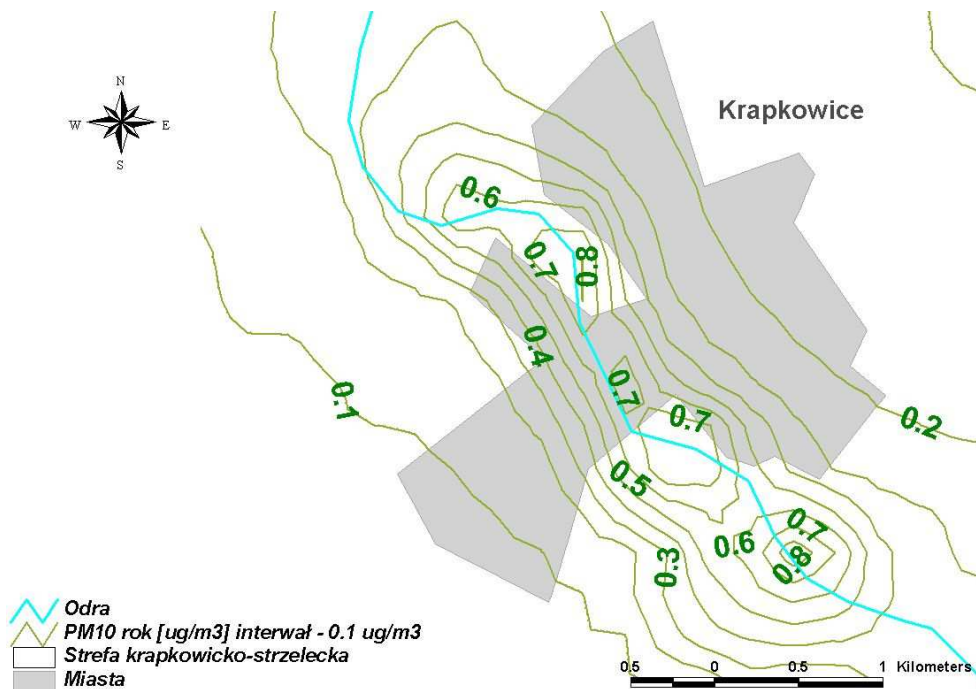 N
W E
S
Krapkowice
0.6
0.7
0.8
0.4
0.1
0.7
0.7
0.2
0.5
0.6
0.7
0.8
0.3
Odra
PM10 rok [ug/m3] interwał - 0.1 ug/m3
Strefa krapkowicko-strzelecka
Miasta
0.5 0 0.5 1 Kilometers